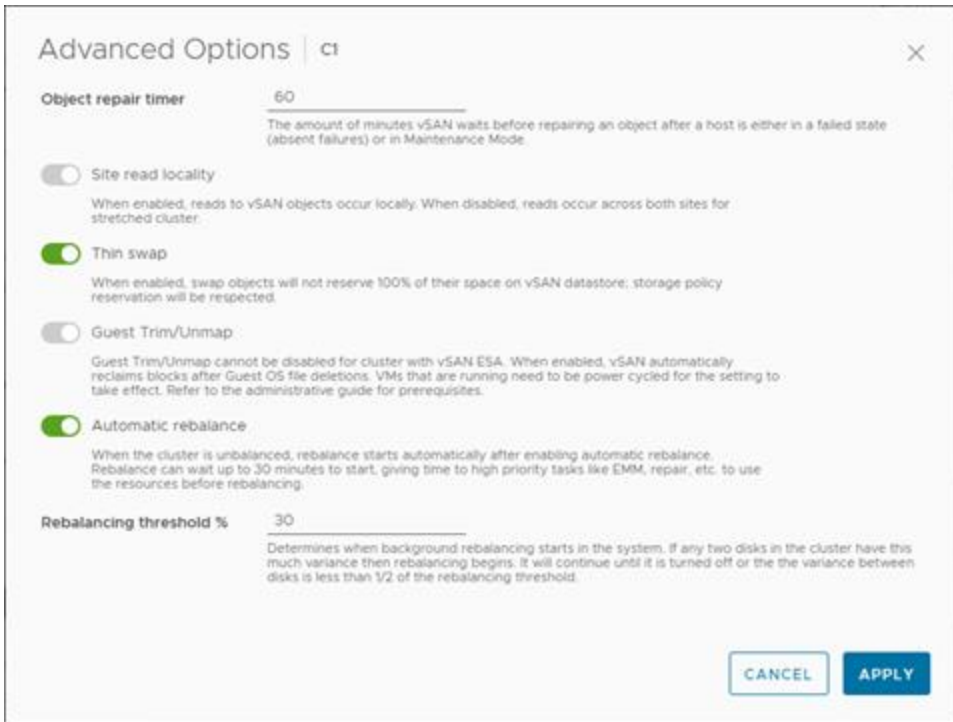 Advanced Options | C1
Object repair timer 60
The amount of minutes vSAN waits before repairing an object after a host is either in a failed state
(absent failures) or in Maintenance Mode.
Site read locality
When enabled, reads to vSAN objects occur locally. When disabled, reads occur across both sites for
stretched cluster.
Thin swap
When enabled, swap objects will not reserve 100% of their space on vSAN datastore; storage policy
reservation will be respected.
Guest Trim/Unmap
Guest Trim/Unmap cannot be disabled for cluster with vSAN ESA. When enabled, vSAN automatically
reclaims blocks after Guest OS file deletions. VMs that are running need to be power cycled for the setting to
take effect. Refer to the administrative guide for prerequisites.
Automatic rebalance
When the cluster is unbalanced, rebalance starts automatically after enabling automatic rebalance.
Rebalance can wait up to 30 minutes to start, giving time to high priority tasks like EMM, repair, etc. to use
the resources before rebalancing.
Rebalancing threshold % 30
Determines when background rebalancing starts in the system. If any two disks in the cluster have this
much variance then rebalancing begins. It will continue until it is turned off or the the variance between
disks is less than 1/2 of the rebalancing threshold.
CANCEL APPLY